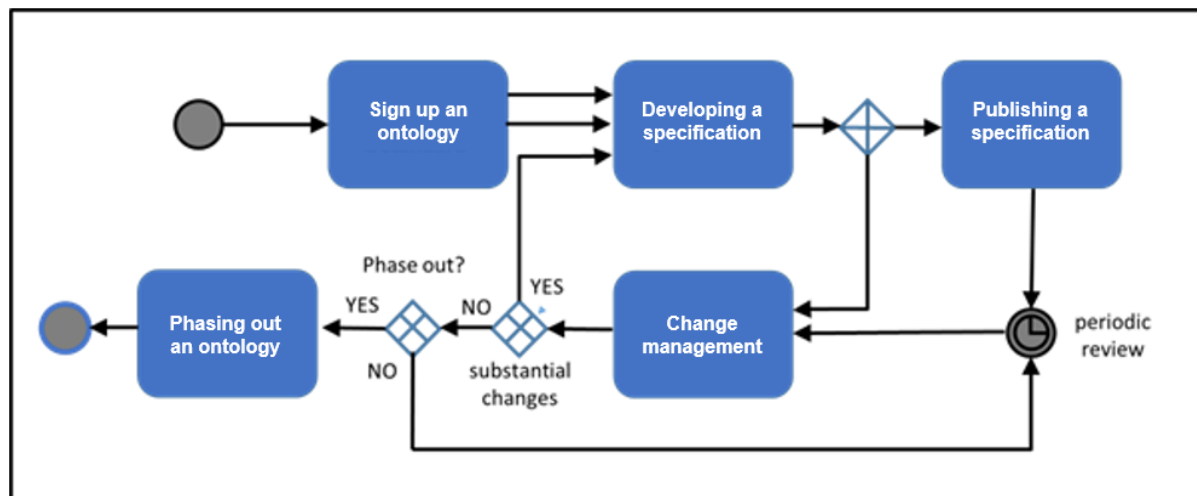 Sign up an
ontology
Developing a
specification
Publishing a
specification
Phase out?
YES
NO
YES
NO
substantial
changes
Phasing out
an ontology
Change
management
periodic
review